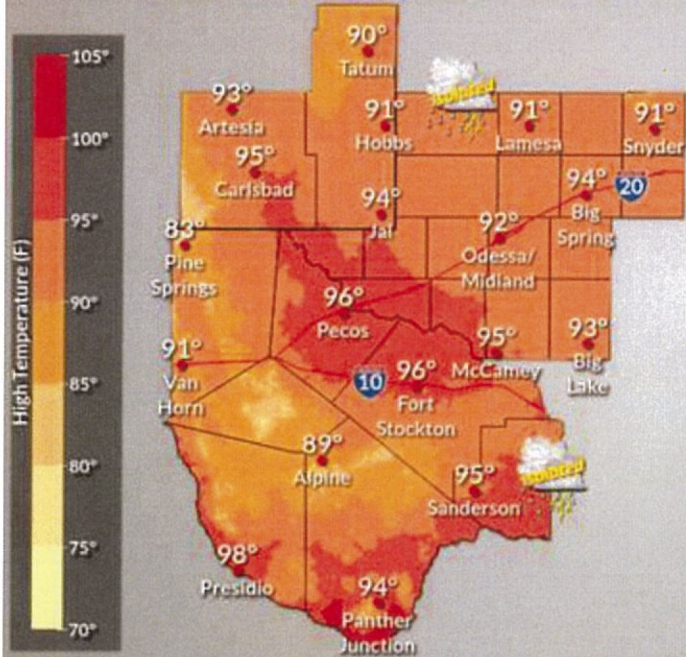 High Temperature (F)
105°
100°
95°
90°
85°
80°
75°
70°
90°
Tatum
93°
Artesia
91°
Hobbs
isolated
91°
Lamesa
91°
Snyder
95°
Carlsbad
94°
Jal
94°
Big
Spring
20
83°
Pine
Springs
92°
Odessa/
Midland
96°
Pecos
91°
Van
Horn
10
96°
Fort
Stockton
95°
McCamey
93°
Big
Lake
89°
Alpine
95°
Sanderson
isolated
98°
Presidio
94°
Panther
Junction